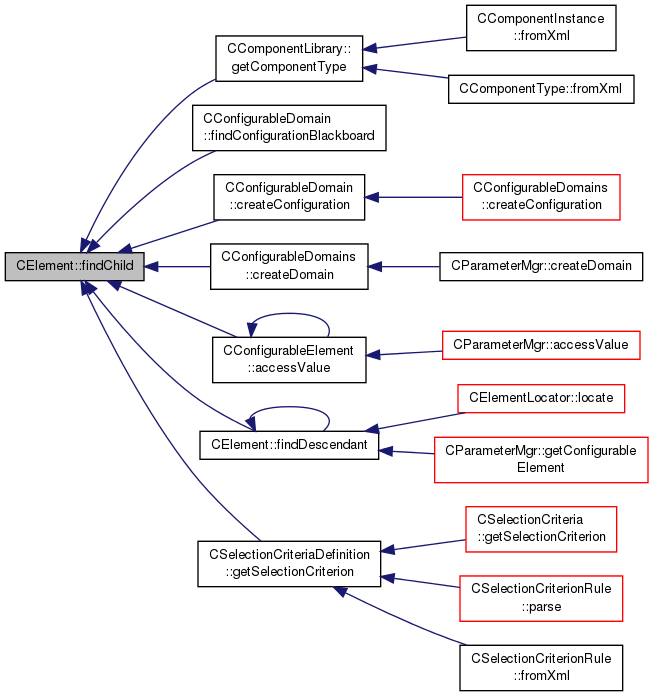 CElement::findChild
CComponentLibrary::
getComponentType
CComponentInstance
::fromXml
CComponentType::fromXml
CConfigurableDomain
::findConfigurationBlackboard
CConfigurableDomain
::createConfiguration
CConfigurableDomains
::createConfiguration
CConfigurableDomains
::createDomain
CParameterMgr::createDomain
CConfigurableElement
::accessValue
CParameterMgr::accessValue
CElement::findDescendant
CElementLocator::locate
CParameterMgr::getConfigurable
Element
CSelectionCriteriaDefinition
::getSelectionCriterion
CSelectionCriteria
::getSelectionCriterion
CSelectionCriterionRule
::parse
CSelectionCriterionRule
::fromXml